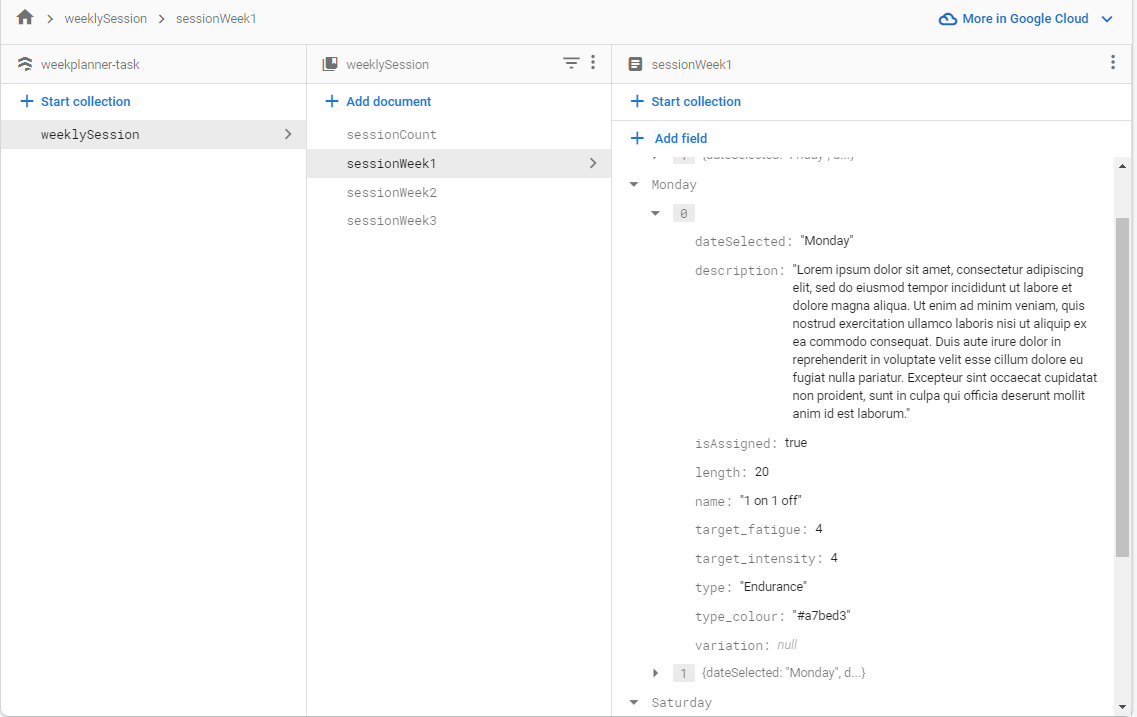 weeklySession
sessionWeek1
More in Google Cloud
weekplanner-task
weeklySession
sessionWeek1
Start collection
Add document
Start collection
weeklySession
sessionCount
sessionWeek1
sessionWeek2
sessionWeek3
Add field
1 {dateSelected: "Friday", d...}
Monday
0
dateSelected: "Monday"
description: "Lorem ipsum dolor sit amet, consectetur adipiscing
elit, sed do eiusmod tempor incididunt ut labore et
dolore magna aliqua. Ut enim ad minim veniam, quis
nostrud exercitation ullamco laboris nisi ut aliquip ex
ea commodo consequat. Duis aute irure dolor in
reprehenderit in voluptate velit esse cillum dolore eu
fugiat nulla pariatur. Excepteur sint occaecat cupidatat
non proident, sunt in culpa qui officia deserunt mollit
anim id est laborum."
isAssigned: true
length: 20
name: "1 on 1 off"
target_fatigue: 4
target_intensity: 4
type: "Endurance"
type_colour: "#a7bed3"
variation: null
1 {dateSelected: "Monday", d...}
Saturday